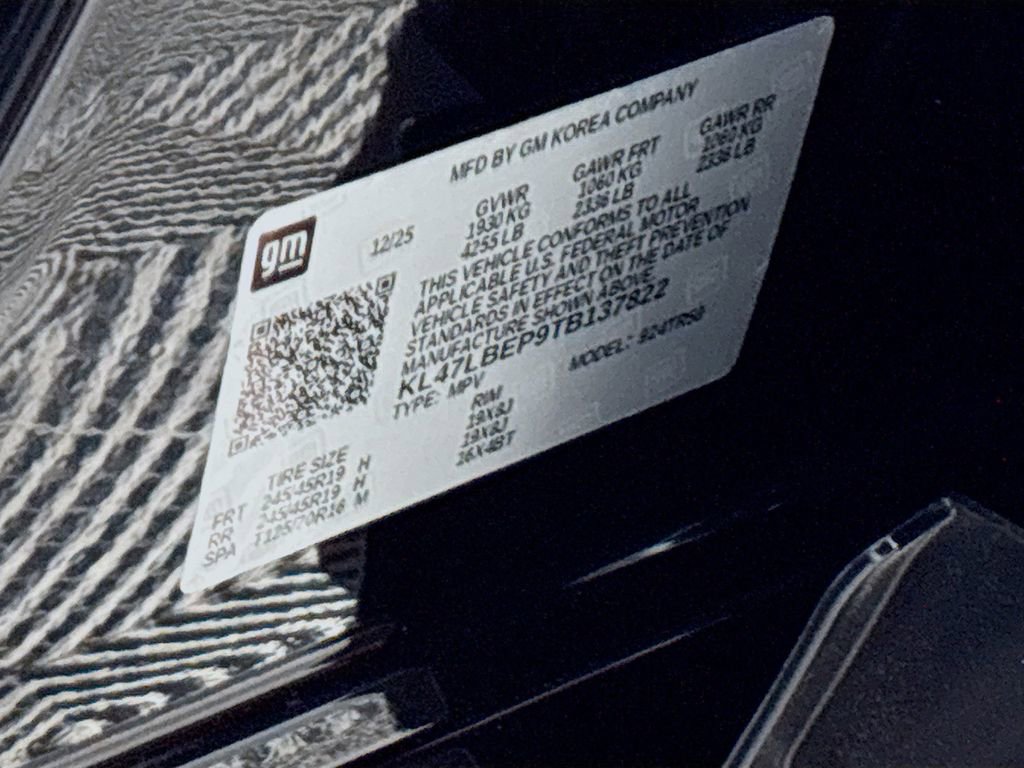 MFD BY GM KOREA COMPANY
gm
12/25
GVWR GAWR FRT GAWR RR
1930 KG 1060 KG 1060 KG
4255 LB 2336 LB 2336 LB
THIS VEHICLE CONFORMS TO ALL
APPLICABLE U.S. FEDERAL MOTOR
VEHICLE SAFETY AND THEFT PREVENTION
STANDARDS IN EFFECT ON THE DATE OF
MANUFACTURE SHOWN ABOVE.
KL47LBEP9TB137822
TYPE: MPV MODEL:
TIRE SIZE RIM
FRT 245/45R19 H 19X8J
RR 245/45R19 H 19X8J
SPA T125/70R16 M 16X4BT